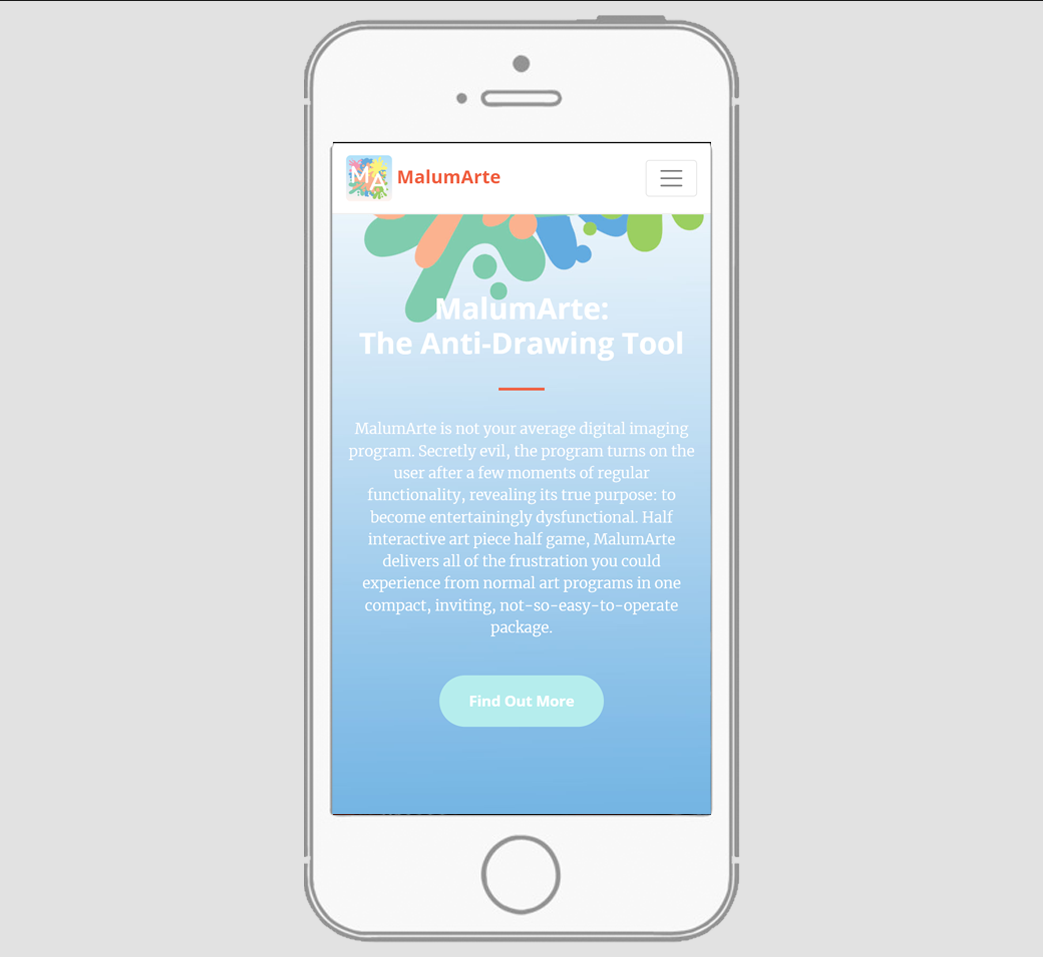 MA
MalumArte
MalumArte:
The Anti-Drawing Tool
MalumArte is not your average digital imaging
program. Secretly evil, the program turns on the
user after a few moments of regular
functionality, revealing its true purpose: to
become entertainingly dysfunctional. Half
interactive art piece half game, MalumArte
delivers all of the frustration you could
experience from normal art programs in one
compact, inviting, not-so-easy-to-operate
package.
Find Out More